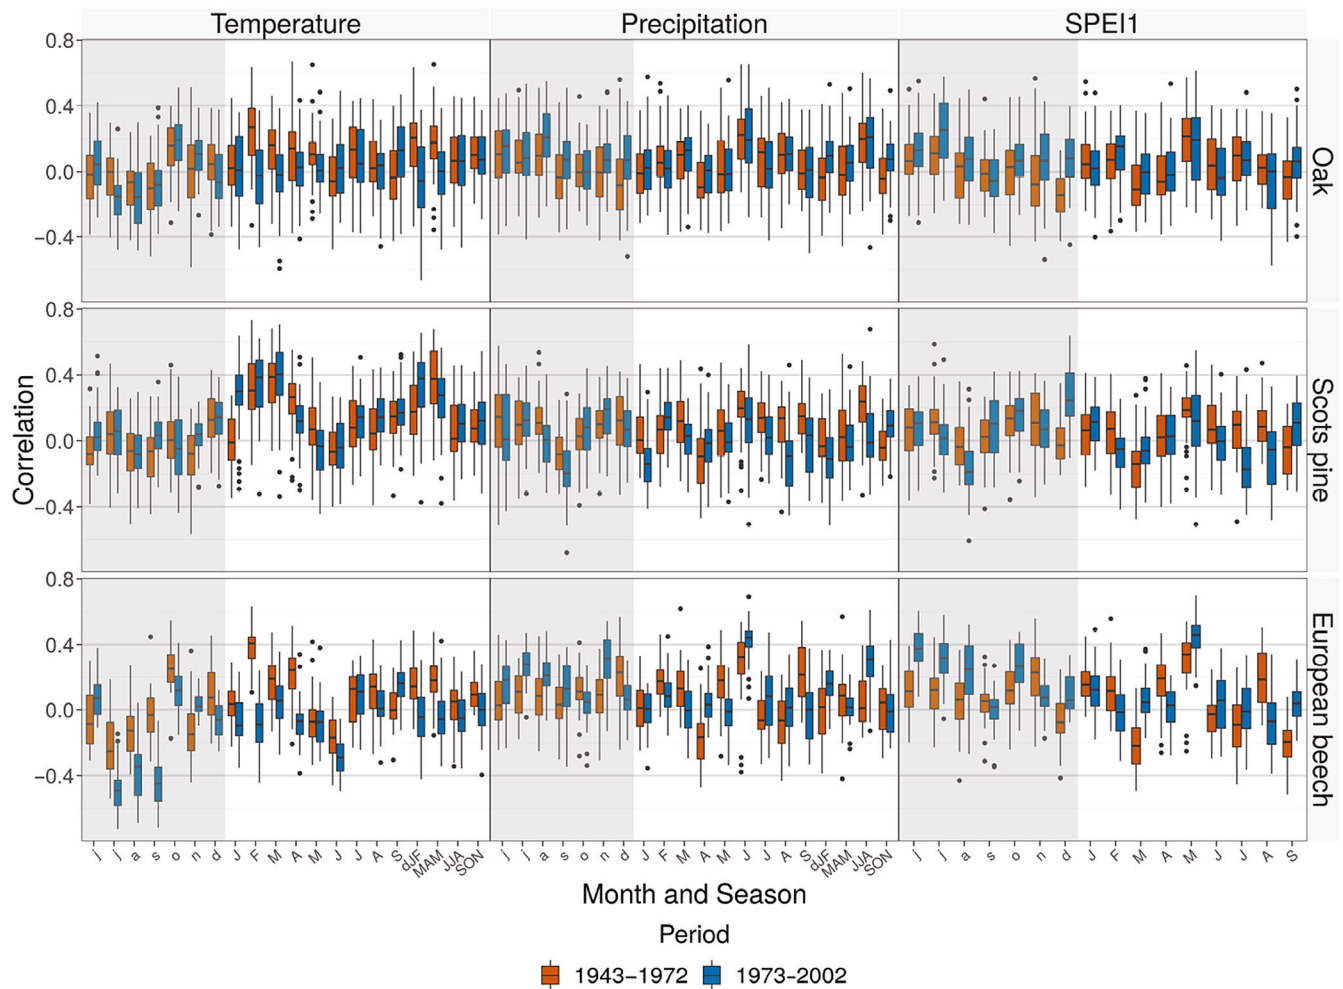 Temperature Precipitation SPEI1
0.8
0.4
0.0
−0.4
Oak
0.8
0.4
0.0
−0.4
Scots pine
0.8
0.4
0.0
−0.4
European beech
Correlation
j j a s o n d J F M A M J J A S dJF MAM JJA SON j j a s o n d J F M A M J J A S dJF MAM JJA SON j j a s o n d J F M A M J J A S
Month and Season
Period
1943−1972 1973−2002